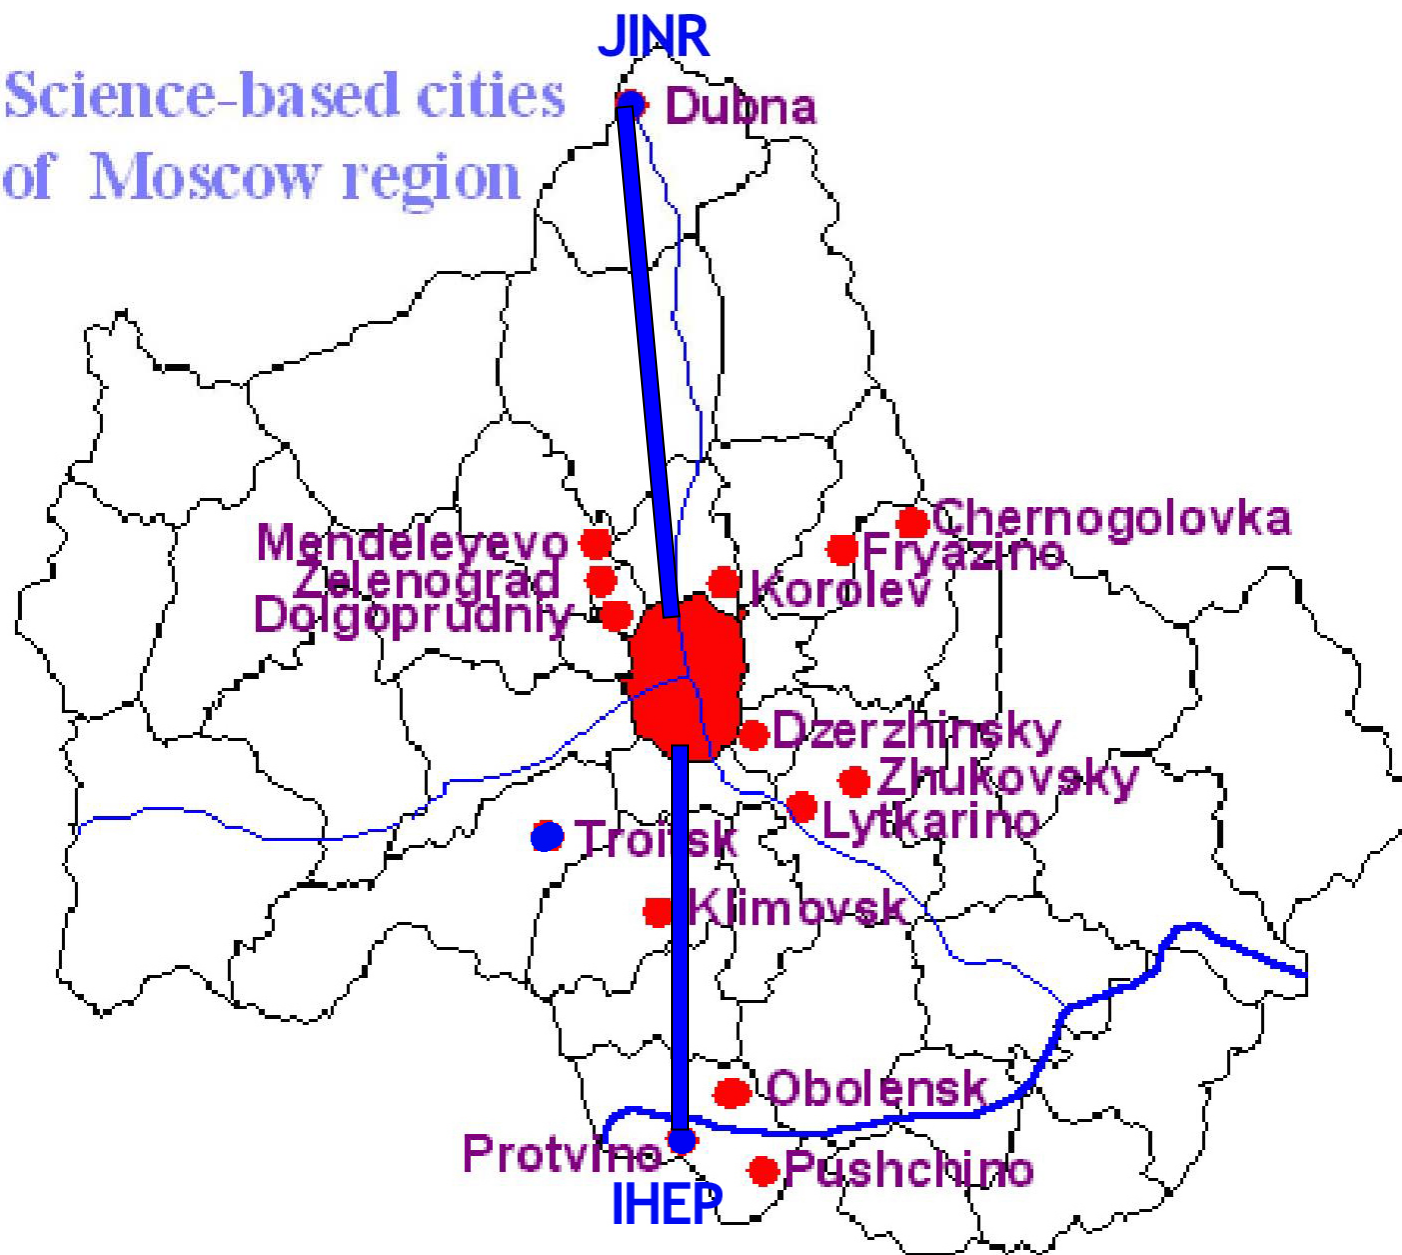 JINR
Science-based cities
of Moscow region
Dubna
Chernogolovka
Mendeleyevo
Fryazino
Zelenograd
Korolev
Dolgoprudniy
Dzerzhinsky
Zhukovsky
Lytkarino
Troitsk
Klimovsk
Obolensk
Protvino
Pushchino
IHEP